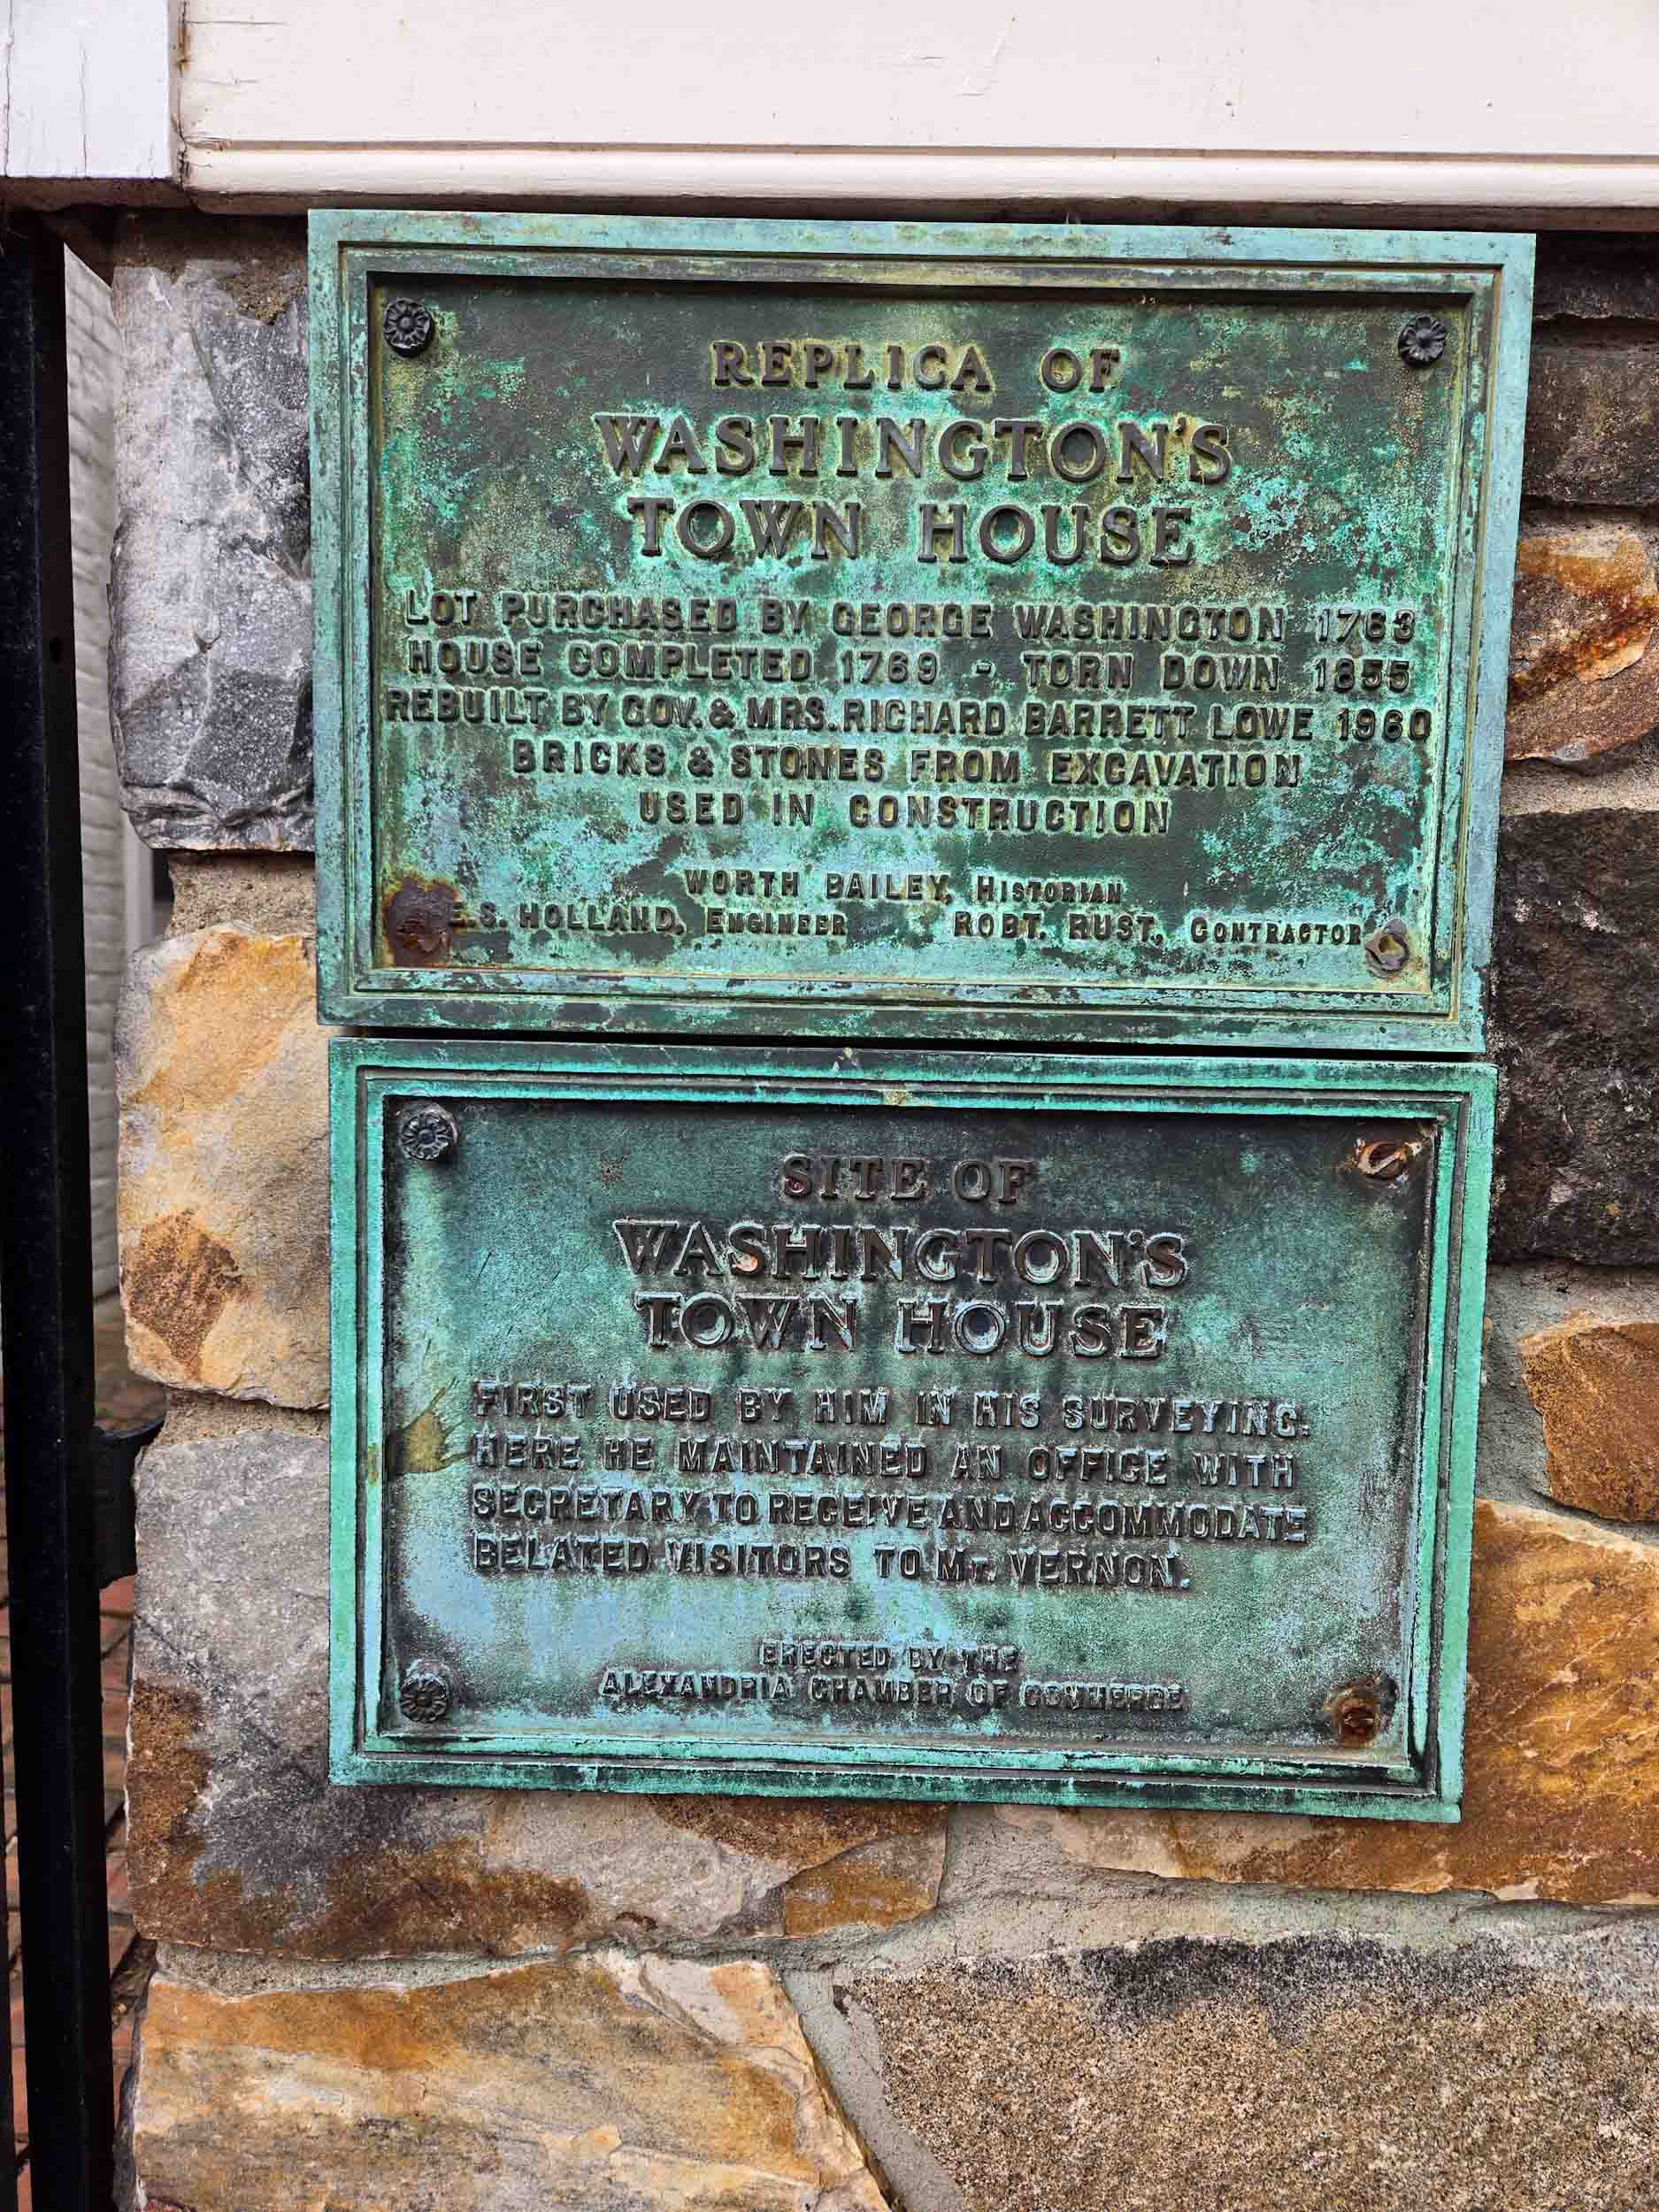 REPLICA OF
WASHINGTON'S
TOWN HOUSE
LOT PURCHASED BY GEORGE WASHINGTON 1763
HOUSE COMPLETED 1769 - TORN DOWN 1855
REBUILT BY GOV. & MRS. RICHARD BARRETT LOWE 1960
BRICKS & STONES FROM EXCAVATION
USED IN CONSTRUCTION
WORTH BAILEY, HISTORIAN
E.S. HOLLAND, ENGINEER ROBT. RUST, CONTRACTOR
SITE OF
WASHINGTON'S
TOWN HOUSE
FIRST USED BY HIM IN HIS SURVEYING.
HERE HE MAINTAINED AN OFFICE WITH
SECRETARY TO RECEIVE AND ACCOMMODATE
BELATED VISITORS TO MT. VERNON.
ERECTED BY THE
ALEXANDRIA CHAMBER OF COMMERCE